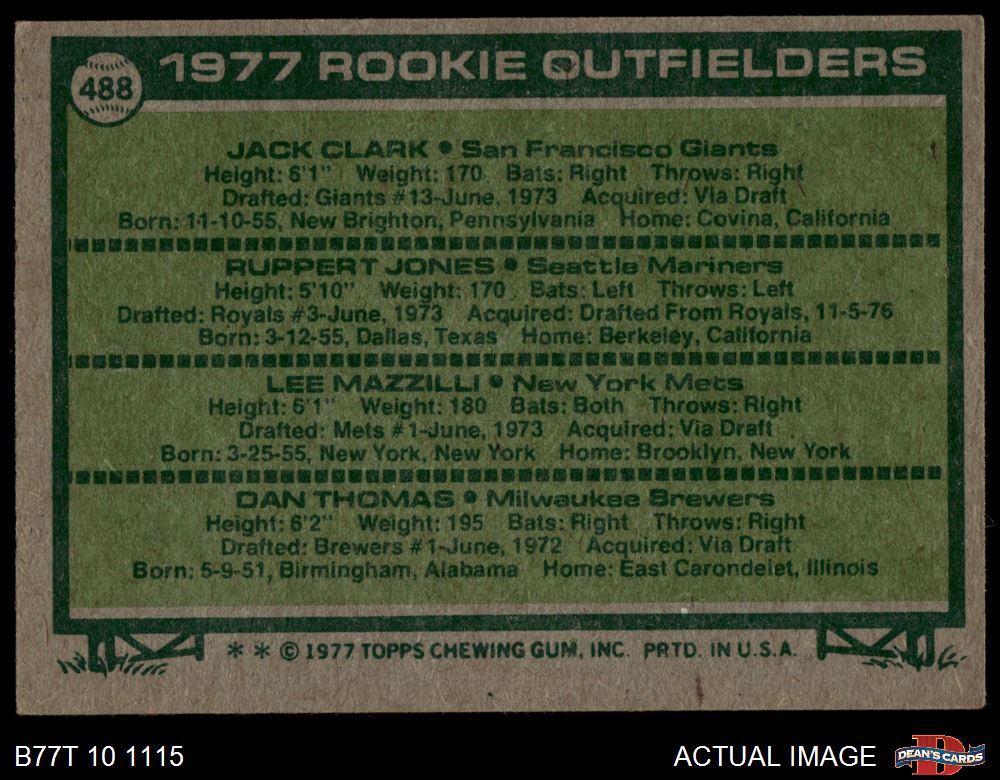 488
1977 ROOKIE OUTFIELDERS
JACK CLARK • San Francisco Giants
Height: 6'1" Weight: 170 Bats: Right Throws: Right
Drafted: Giants #13-June, 1973 Acquired: Via Draft
Born: 11-10-55, New Brighton, Pennsylvania Home: Covina, California
RUPPERT JONES • Seattle Mariners
Height: 5'10" Weight: 170 Bats: Left Throws: Left
Drafted: Royals #3-June, 1973 Acquired: Drafted From Royals, 11-5-76
Born: 3-12-55, Dallas, Texas Home: Berkeley, California
LEE MAZZILLI • New York Mets
Height: 6'1" Weight: 180 Bats: Both Throws: Right
Drafted: Mets #1-June, 1973 Acquired: Via Draft
Born: 3-25-55, New York, New York Home: Brooklyn, New York
DAN THOMAS • Milwaukee Brewers
Height: 6'2" Weight: 195 Bats: Right Throws: Right
Drafted: Brewers #1-June, 1972 Acquired: Via Draft
Born: 5-9-51, Birmingham, Alabama Home: East Carondelet, Illinois
* * © 1977 TOPPS CHEWING GUM, INC. PRTD. IN U.S.A.
B77T 10 1115
ACTUAL IMAGE
DEAN'S CARDS